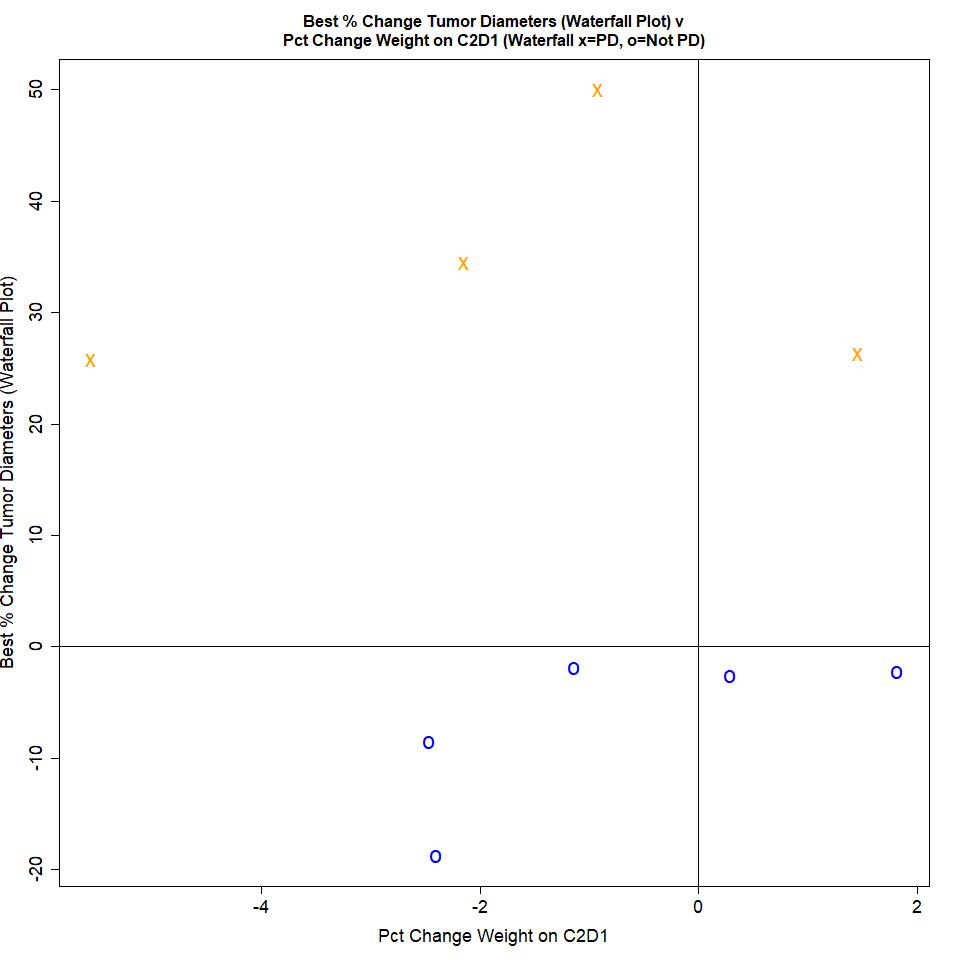 Best % Change Tumor Diameters (Waterfall Plot) v
Pct Change Weight on C2D1 (Waterfall x=PD, o=Not PD)
Best % Change Tumor Diameters (Waterfall Plot)
50
40
30
20
10
0
-10
-20
X
X
X
X
O
O
O
O
O
-4
-2
0
2
Pct Change Weight on C2D1